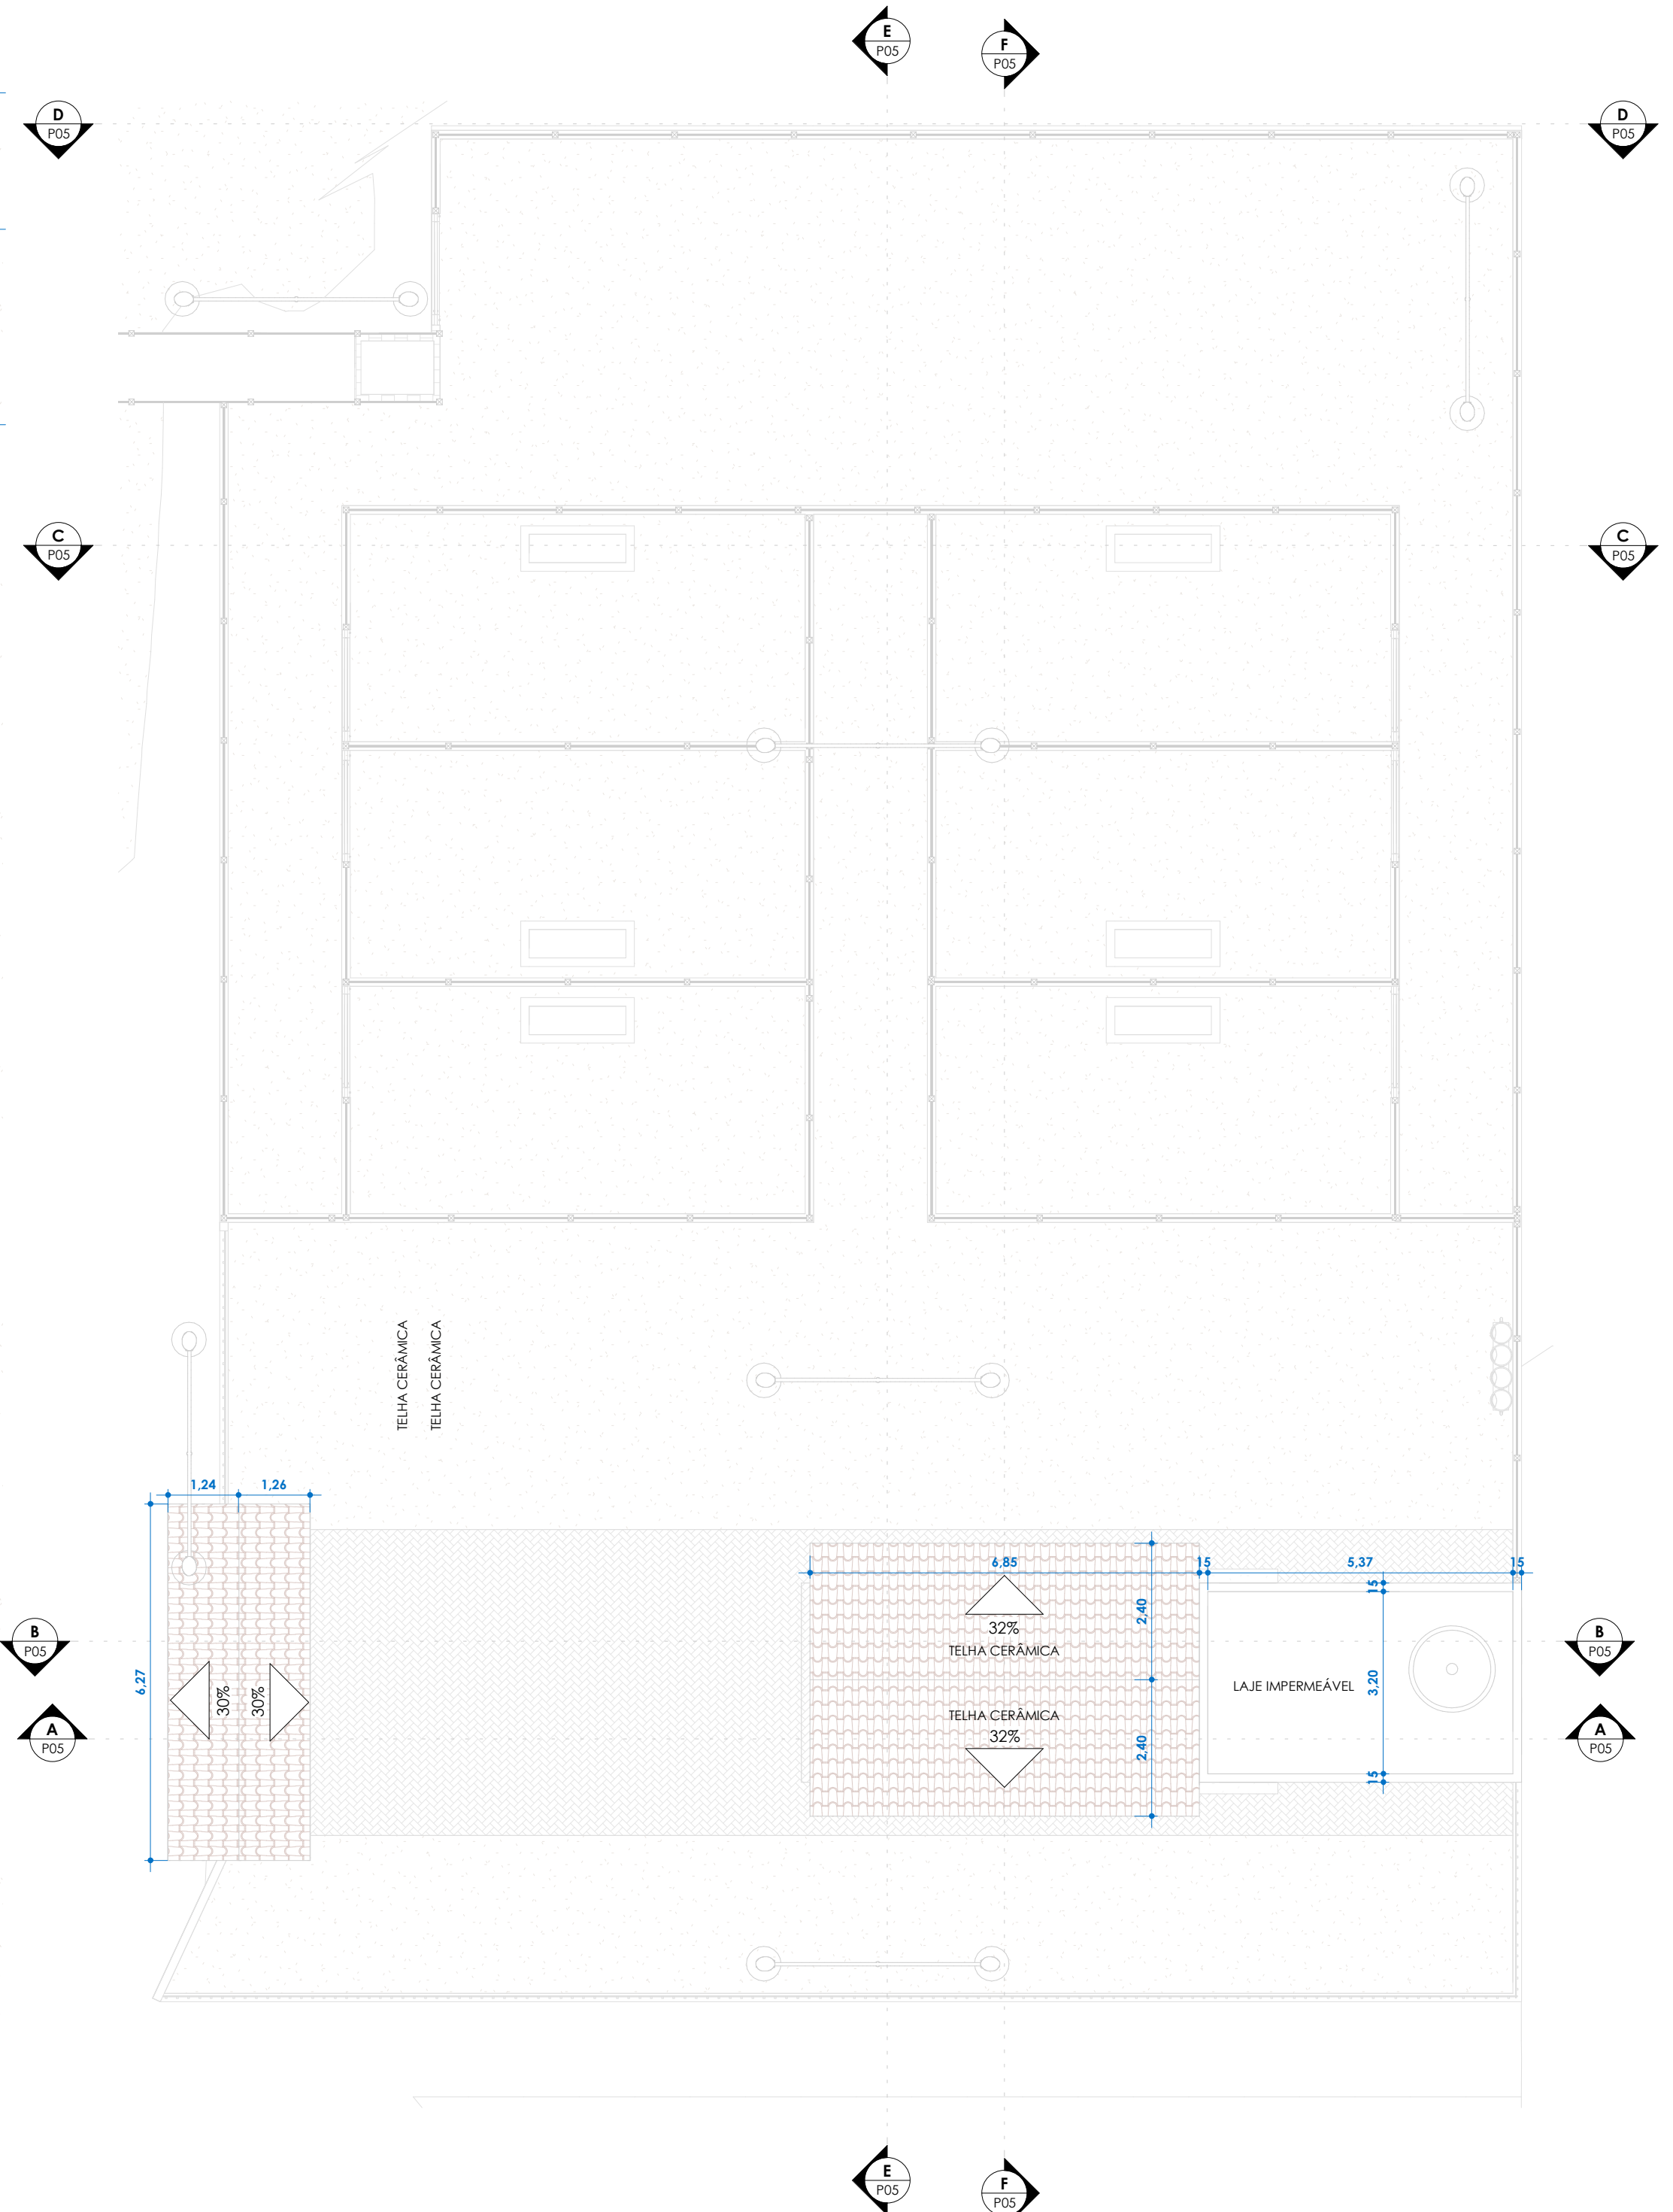 E
P05
F
P05
D
P05
D
P05
C
P05
C
P05
TELHA CERÂMICA
TELHA CERÂMICA
1,24
1,26
6,27
30%
30%
6,85
15
5,37
15
2,40
15
32%
TELHA CERÂMICA
TELHA CERÂMICA
32%
2,40
LAJE IMPERMEÁVEL
3,20
15
B
P05
B
P05
A
P05
A
P05
E
P05
F
P05